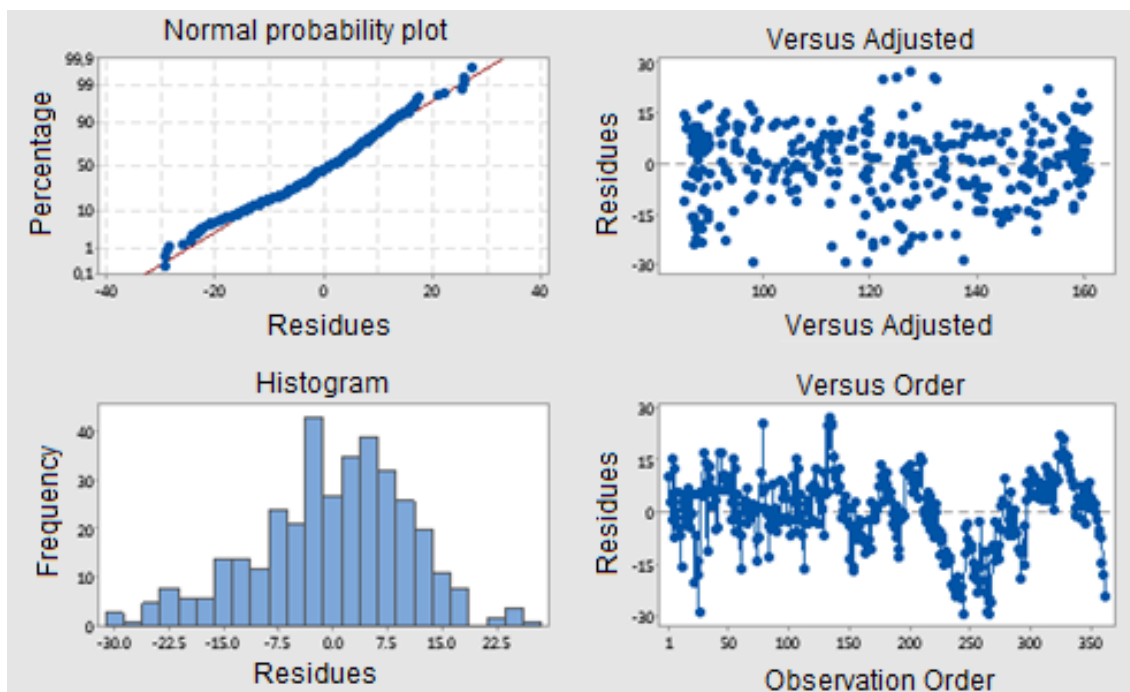 Normal probability plot
99,9
99
90
50
10
1
0,1
Percentage
-40 -20 0 20 40
Residues
Versus Adjusted
30
15
0
-15
-30
Residues
100 120 140 160
Versus Adjusted
Histogram
40
30
20
10
0
Frequency
-30.0 -22.5 -15.0 -7.5 0.0 7.5 15.0 22.5
Residues
Versus Order
30
15
0
-15
-30
Residues
1 50 100 150 200 250 300 350
Observation Order